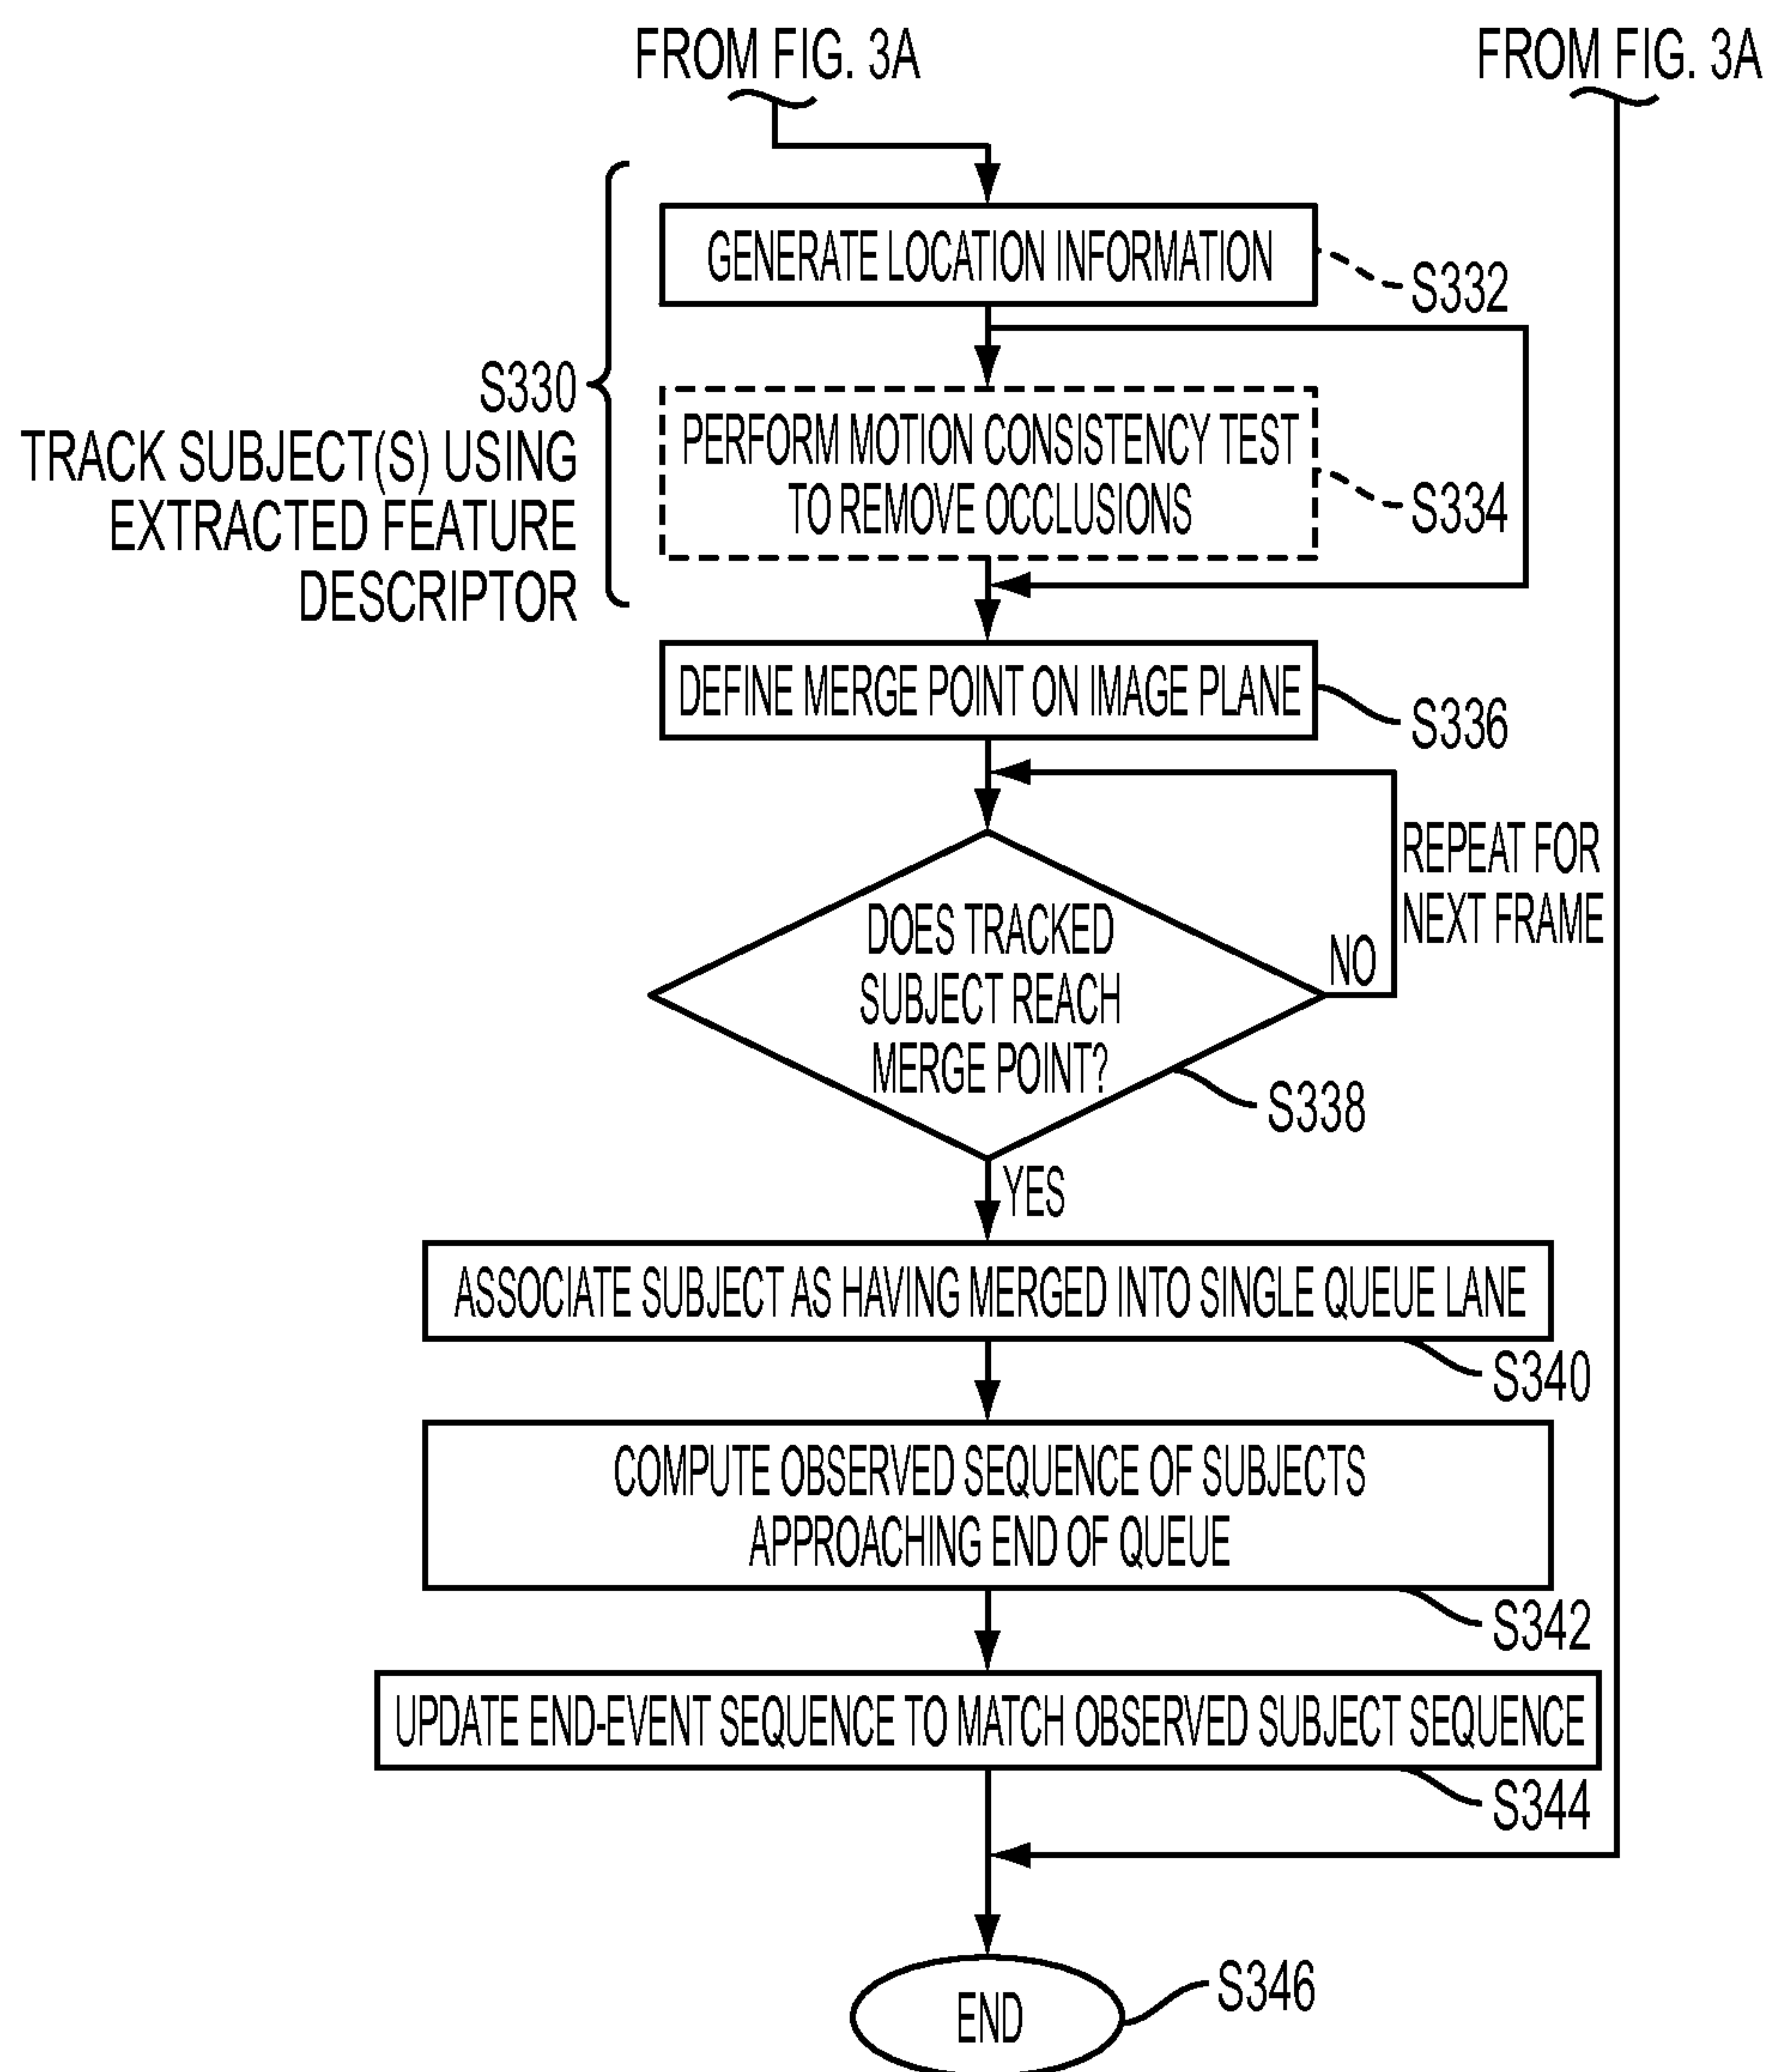 FROM FIG. 3A
FROM FIG. 3A
GENERATE LOCATION INFORMATION
S332
S330
TRACK SUBJECT(S) USING
EXTRACTED FEATURE
DESCRIPTOR
PERFORM MOTION CONSISTENCY TEST
TO REMOVE OCCLUSIONS
S334
DEFINE MERGE POINT ON IMAGE PLANE
S336
REPEAT FOR
NEXT FRAME
DOES TRACKED
SUBJECT REACH
MERGE POINT?
NO
S338
YES
ASSOCIATE SUBJECT AS HAVING MERGED INTO SINGLE QUEUE LANE
S340
COMPUTE OBSERVED SEQUENCE OF SUBJECTS
APPROACHING END OF QUEUE
S342
UPDATE END-EVENT SEQUENCE TO MATCH OBSERVED SUBJECT SEQUENCE
S344
END
S346